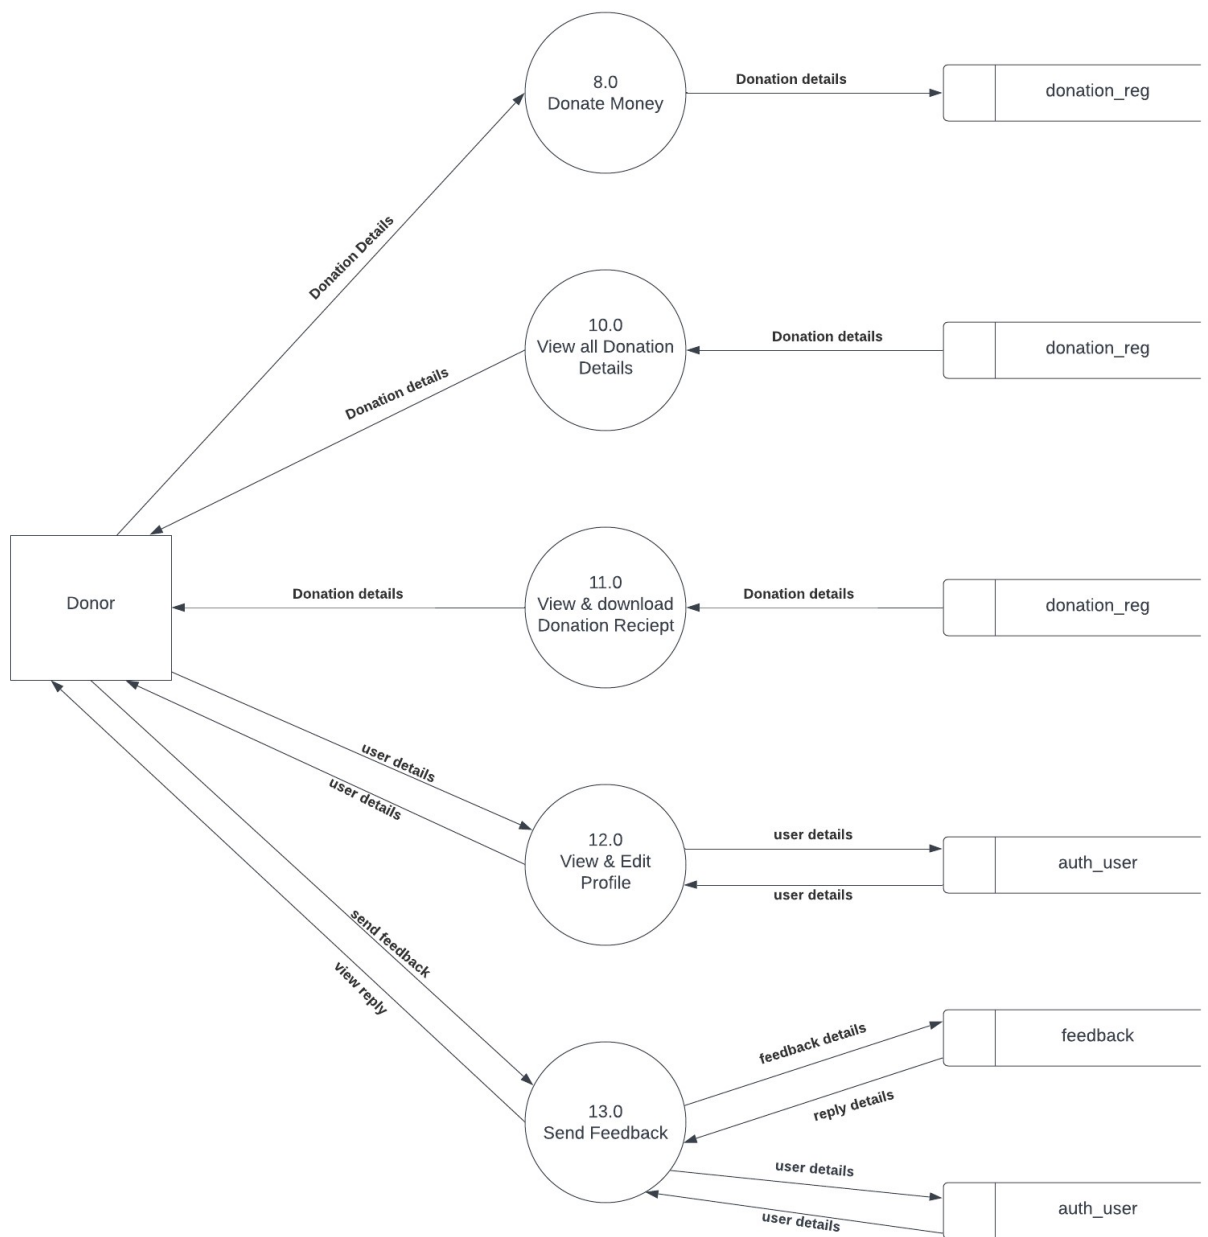 8.0
Donate Money
Donation details
donation_reg
Donation Details
10.0
View all Donation
Details
Donation details
donation_reg
Donation details
Donor
Donation details
11.0
View & download
Donation Reciept
Donation details
donation_reg
user details
user details
12.0
View & Edit
Profile
user details
user details
auth_user
send feedback
view reply
13.0
Send Feedback
feedback details
reply details
feedback
user details
user details
auth_user